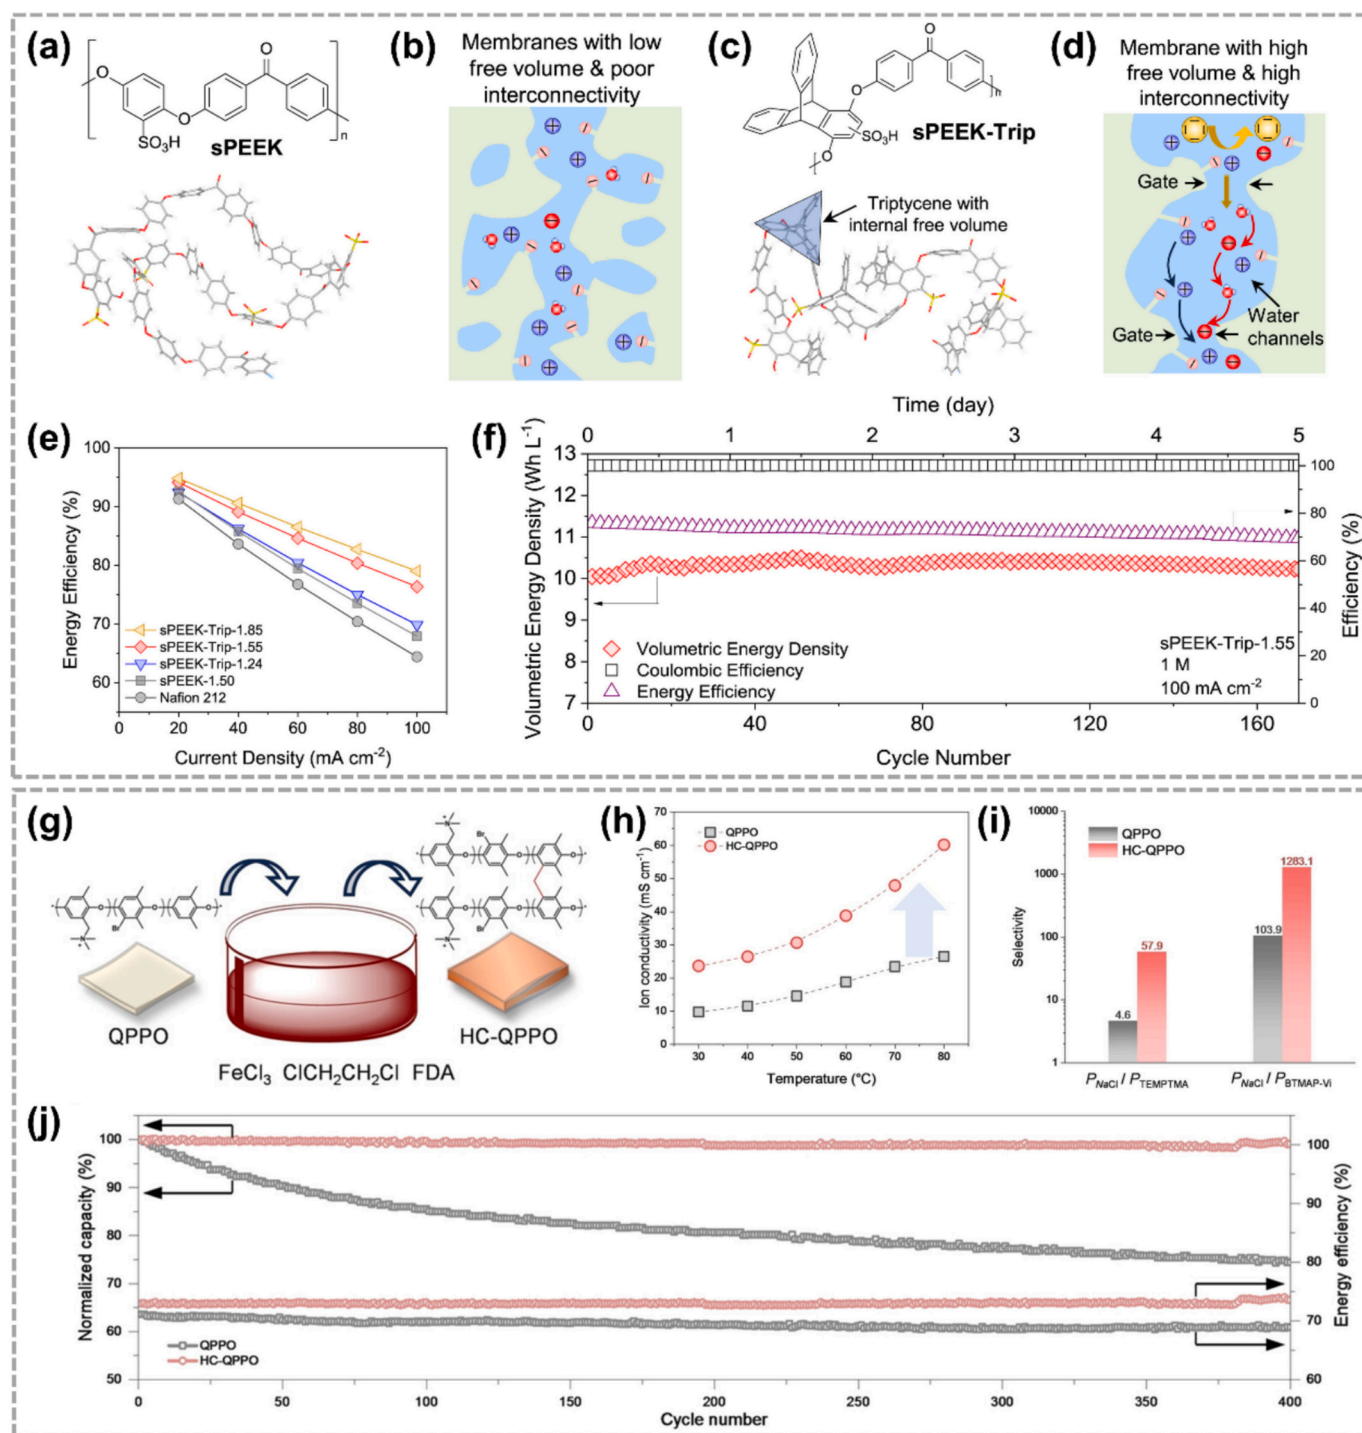 (a)
O
O
O
n
SO₃H
sPEEK
(b)
Membranes with low
free volume & poor
interconnectivity
(c)
O
O
n
SO₃H
O
sPEEK-Trip
Triptycene with
internal free volume
(d)
Membrane with high
free volume & high
interconnectivity
Gate
Gate
Water
channels
(e)
Energy Efficiency (%)
100
90
80
70
60
sPEEK-Trip-1.85
sPEEK-Trip-1.55
sPEEK-Trip-1.24
sPEEK-1.50
Nafion 212
0 20 40 60 80 100
Current Density (mA cm⁻²)
(f)
Time (day)
0 1 2 3 4 5
Volumetric Energy Density (Wh L⁻¹)
13
12
11
10
9
8
7
100
80
60
40
20
0
Efficiency (%)
Volumetric Energy Density
Coulombic Efficiency
Energy Efficiency
sPEEK-Trip-1.55
1 M
100 mA cm⁻²
0 40 80 120 160
Cycle Number
(g)
QPPO
HC-QPPO
FeCl₃ ClCH₂CH₂Cl FDA
(h)
Ion conductivity (mS cm⁻¹)
70
60
50
40
30
20
10
0
QPPO
HC-QPPO
30 40 50 60 70 80
Temperature (°C)
(i)
Selectivity
10000
1000
100
10
1
QPPO
HC-QPPO
4.6
57.9
103.9
1283.1
P_NaCl / P_TEMPTMA
P_NaCl / P_BTMAP-Vi
(j)
Normalized capacity (%)
100
90
80
70
60
50
100
90
80
70
60
Energy efficiency (%)
QPPO
HC-QPPO
0 50 100 150 200 250 300 350 400
Cycle number